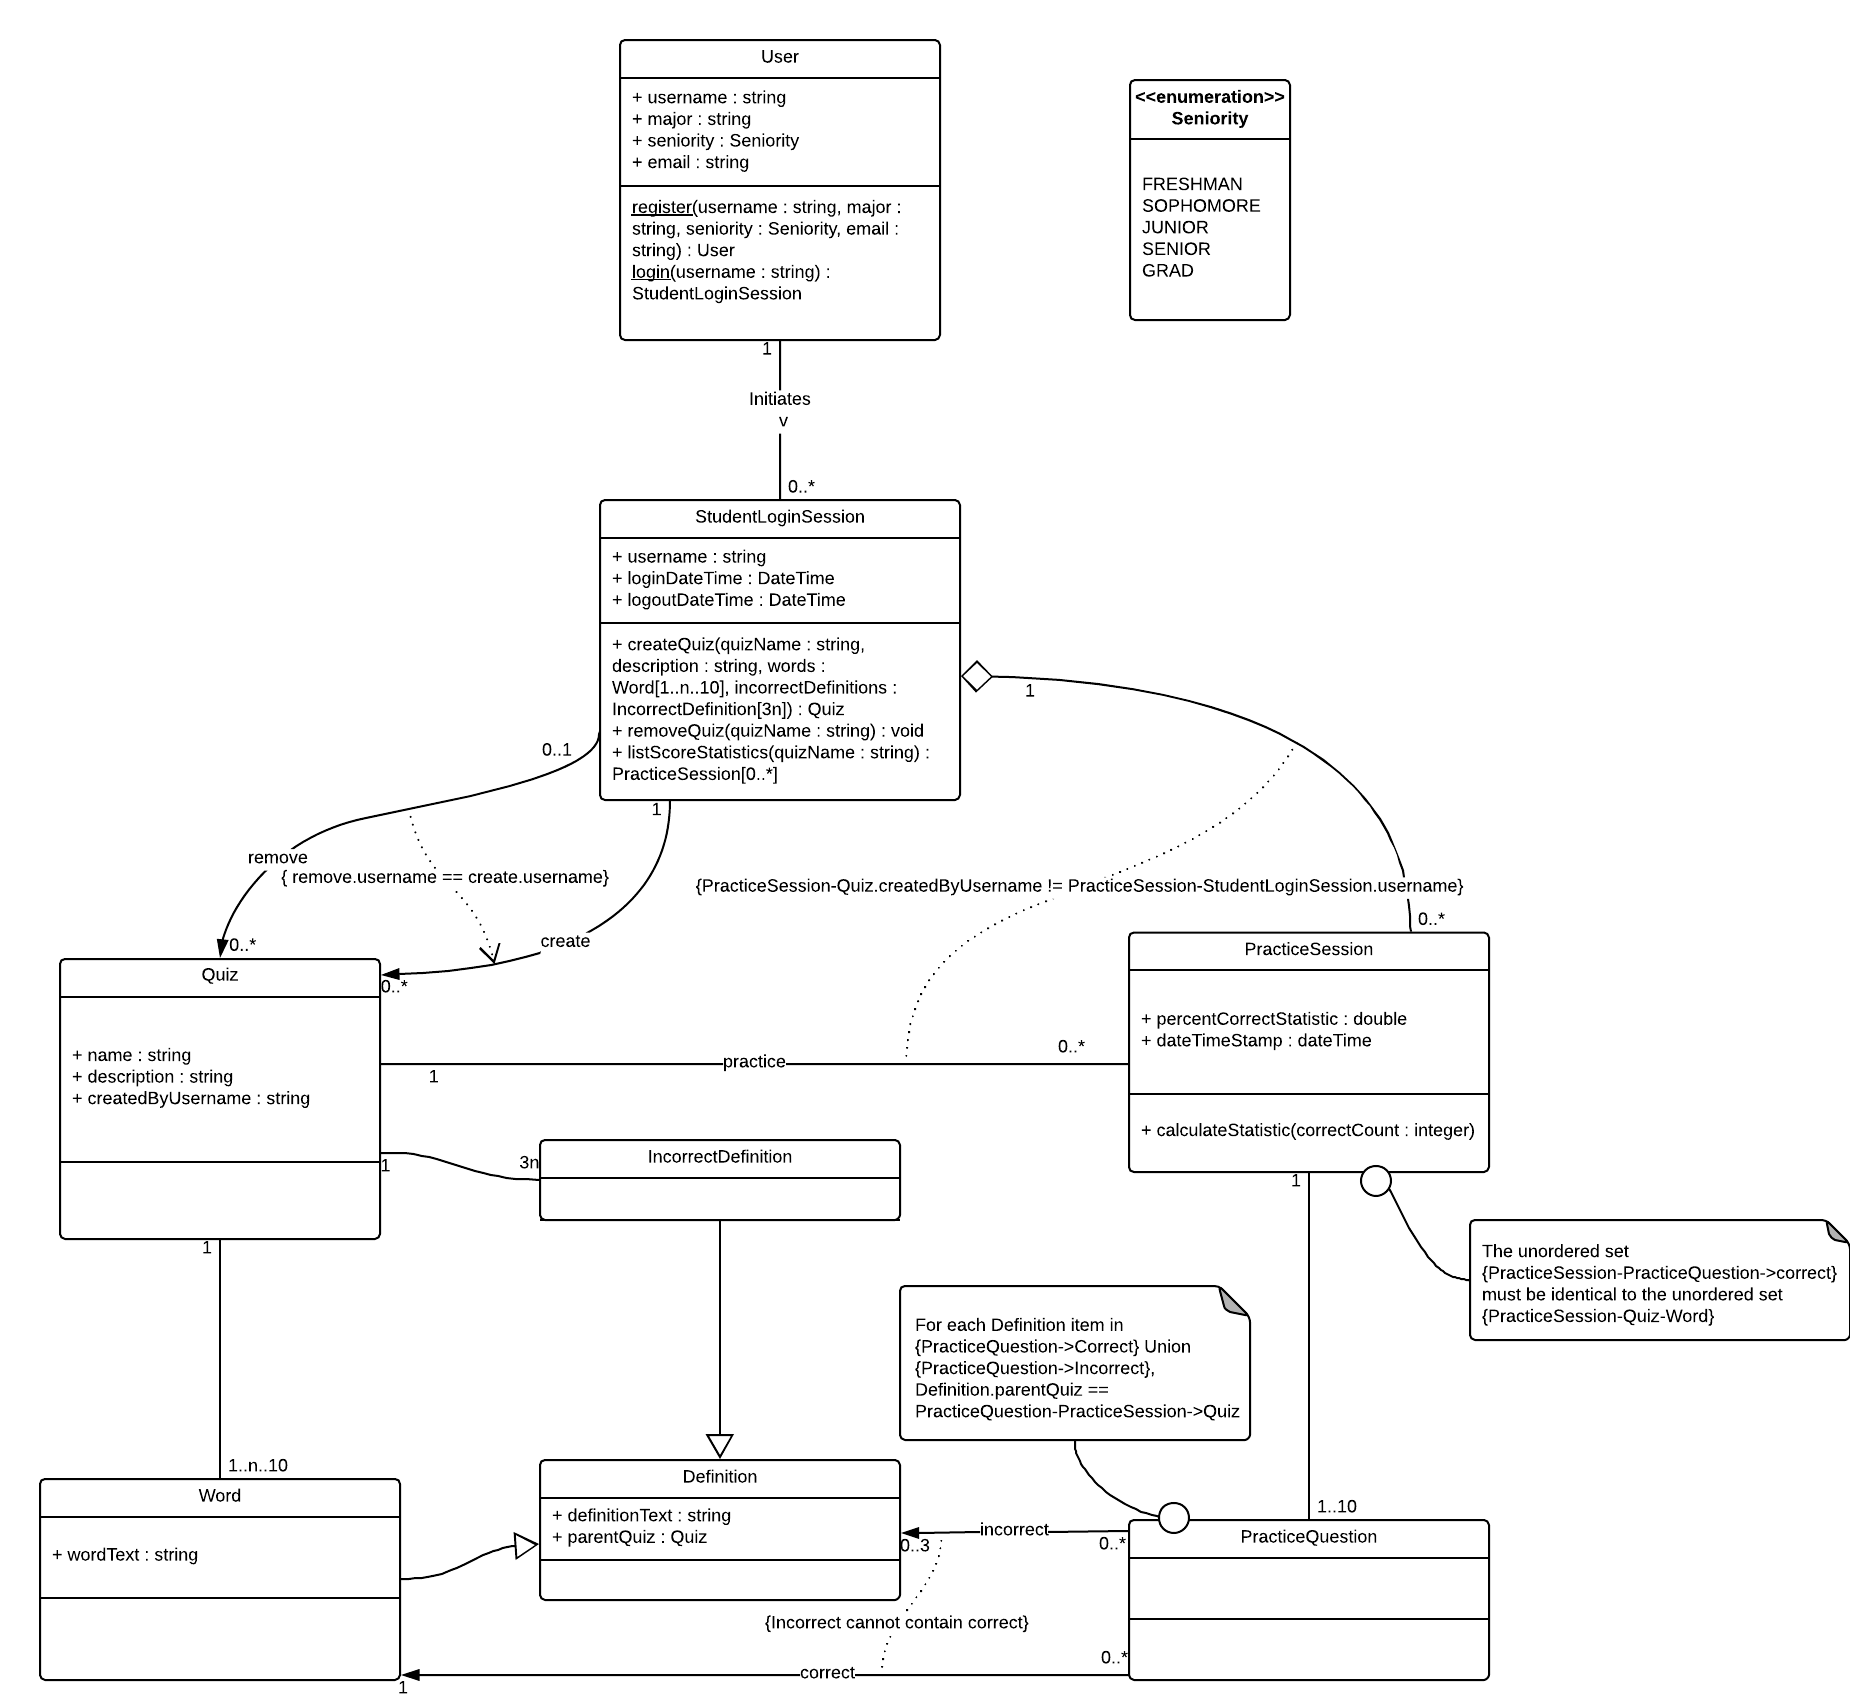 User
+ username : string
+ major : string
+ seniority : Seniority
+ email : string
register(username : string, major :
string, seniority : Seniority, email :
string) : User
login(username : string) :
StudentLoginSession
<<enumeration>>
Seniority
FRESHMAN
SOPHOMORE
JUNIOR
SENIOR
GRAD
1
Initiates
v
0..*
StudentLoginSession
+ username : string
+ loginDateTime : DateTime
+ logoutDateTime : DateTime
+ createQuiz(quizName : string,
description : string, words :
Word[1..n..10], incorrectDefinitions :
IncorrectDefinition[3n]) : Quiz
+ removeQuiz(quizName : string) : void
+ listScoreStatistics(quizName : string) :
PracticeSession[0..*]
1
0..1
1
remove
{ remove.username == create.username}
{PracticeSession-Quiz.createdByUsername != PracticeSession-StudentLoginSession.username}
create
0..*
0..*
0..*
Quiz
+ name : string
+ description : string
+ createdByUsername : string
PracticeSession
+ percentCorrectStatistic : double
+ dateTimeStamp : dateTime
+ calculateStatistic(correctCount : integer)
1
practice
0..*
1
3n
IncorrectDefinition
1
1
The unordered set
{PracticeSession-PracticeQuestion->correct}
must be identical to the unordered set
{PracticeSession-Quiz-Word}
For each Definition item in
{PracticeQuestion->Correct} Union
{PracticeQuestion->Incorrect},
Definition.parentQuiz ==
PracticeQuestion-PracticeSession->Quiz
1..n..10
Word
+ wordText : string
Definition
+ definitionText : string
+ parentQuiz : Quiz
1..10
PracticeQuestion
0..3
incorrect
0..*
{Incorrect cannot contain correct}
1
correct
0..*